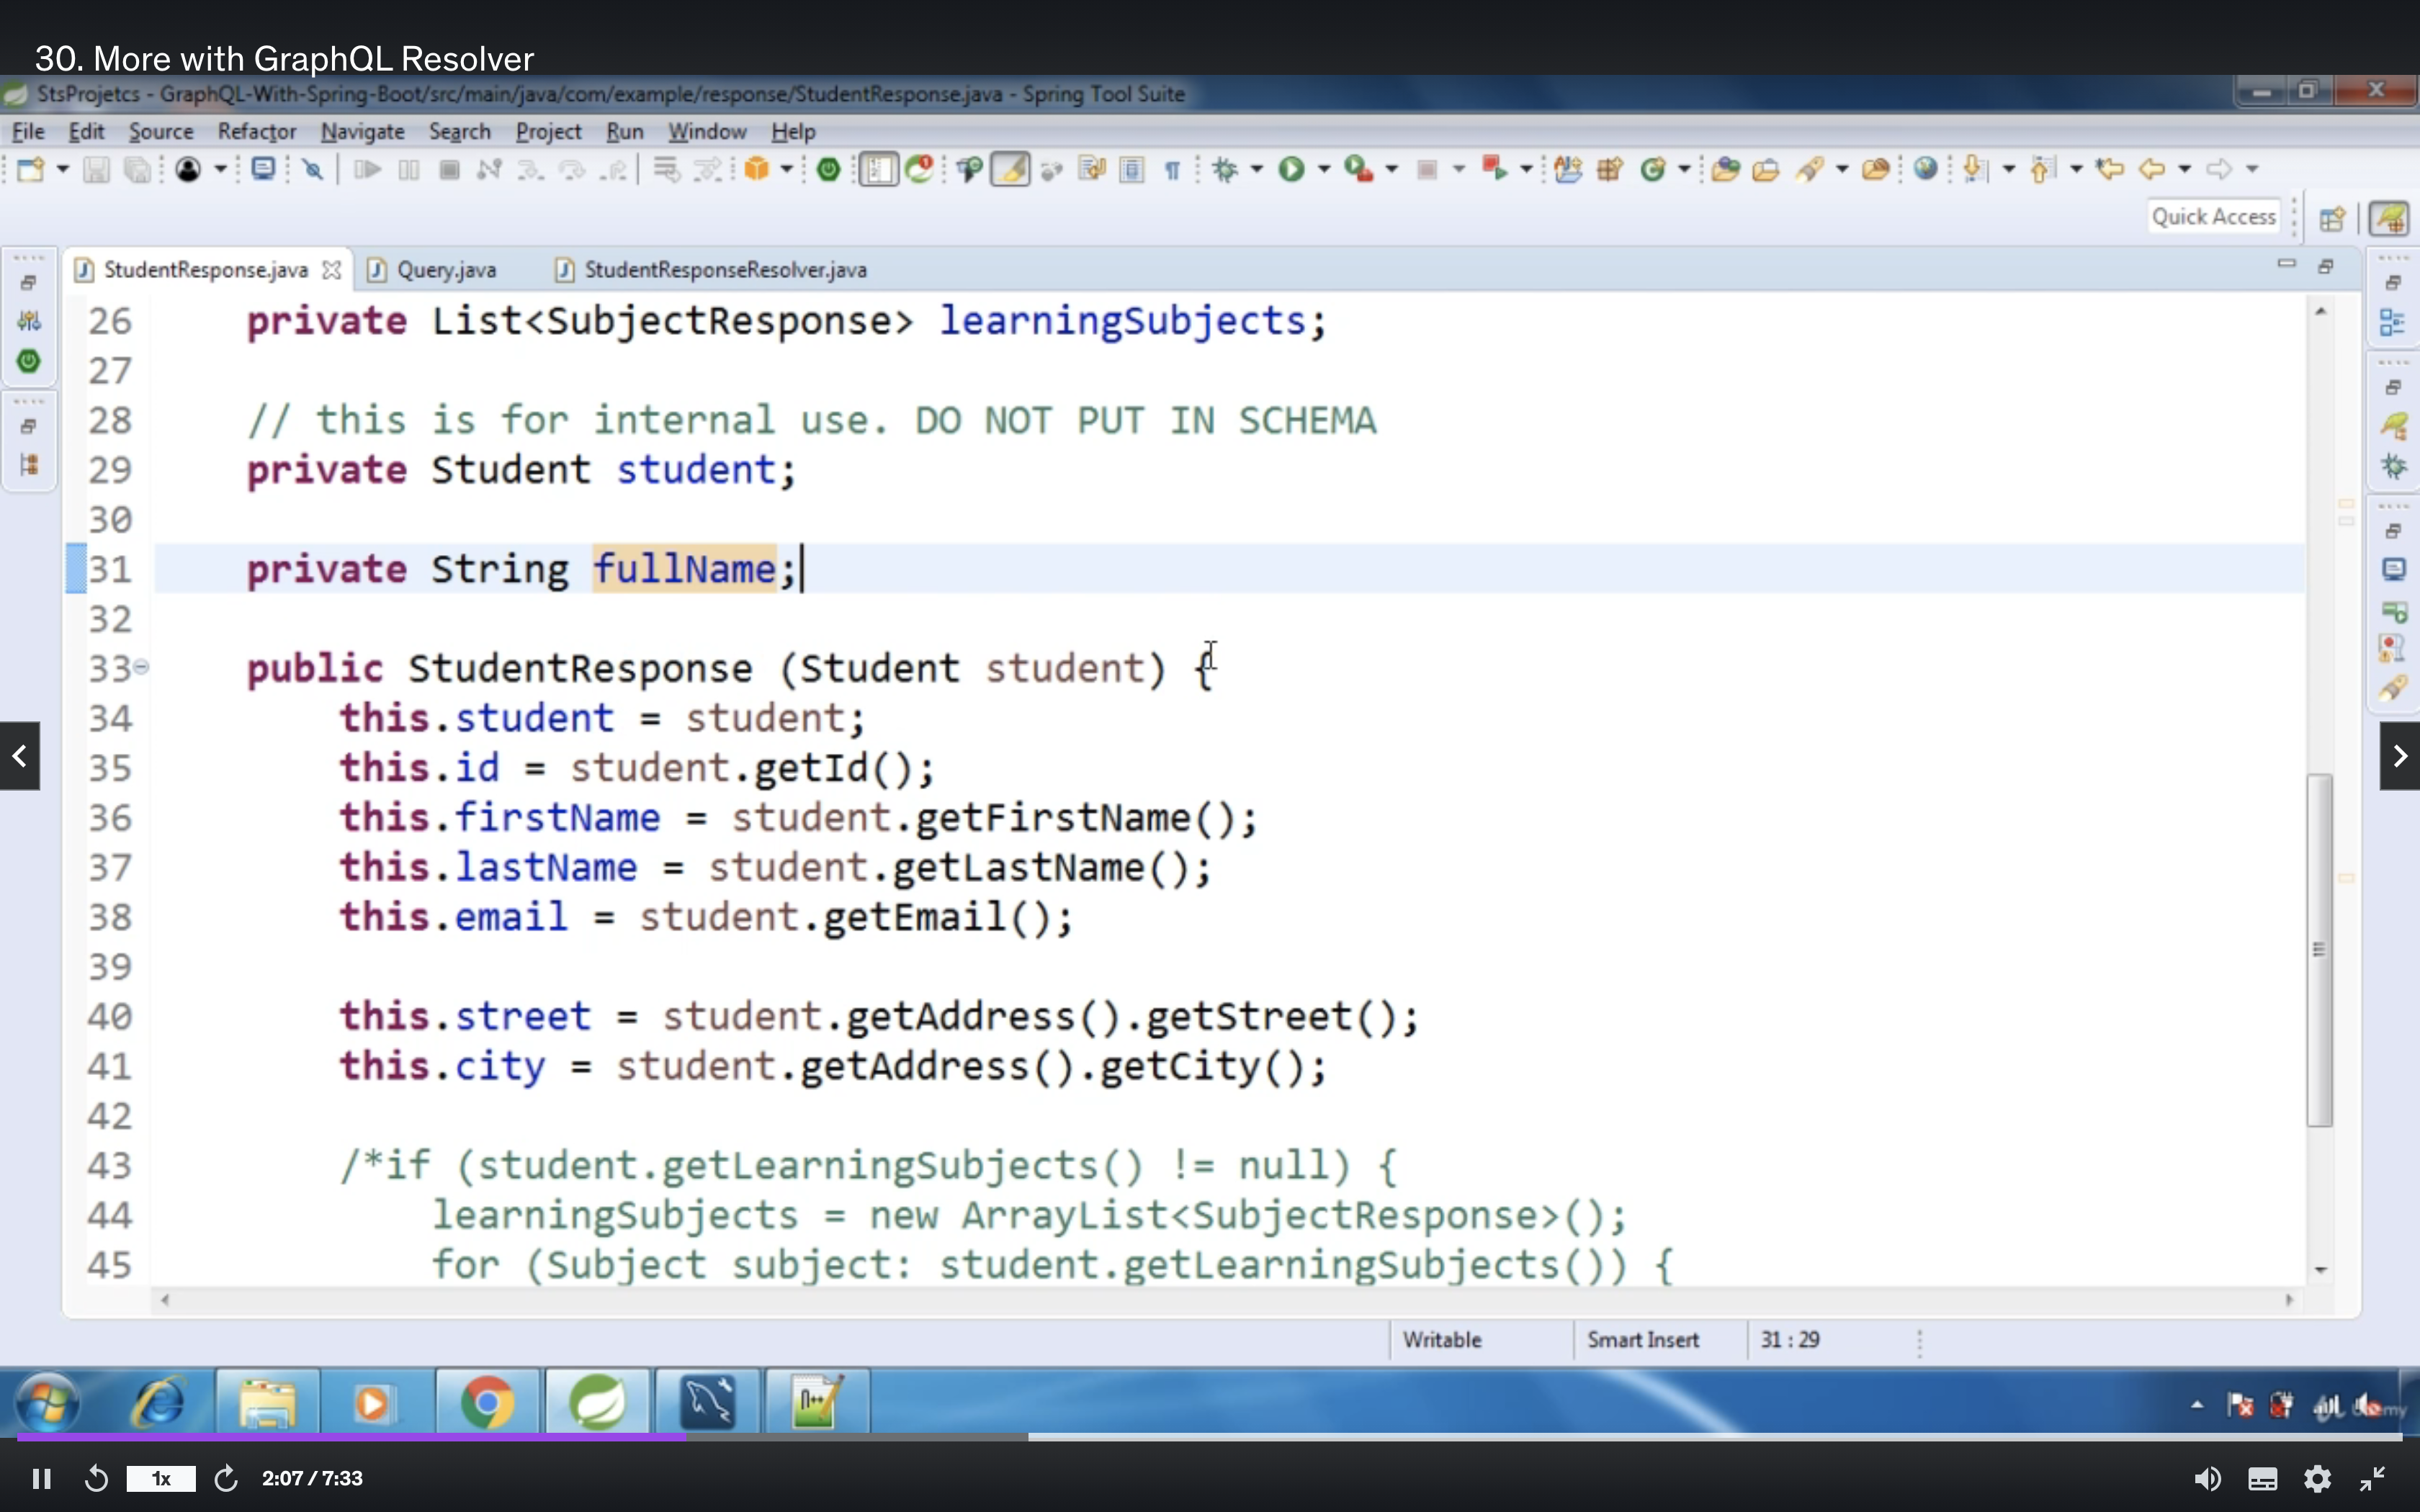 30. More with GraphQL Resolver
StsProjetcs - GraphQL-With-Spring-Boot/src/main/java/com/example/response/StudentResponse.java - Spring Tool Suite
File Edit Source Refactor Navigate Search Project Run Window Help
Quick Access
StudentResponse.java Query.java StudentResponseResolver.java
26 private List<SubjectResponse> learningSubjects;
27
28 // this is for internal use. DO NOT PUT IN SCHEMA
29 private Student student;
30
31 private String fullName;
32
33 public StudentResponse (Student student) {
34 this.student = student;
35 this.id = student.getId();
36 this.firstName = student.getFirstName();
37 this.lastName = student.getLastName();
38 this.email = student.getEmail();
39
40 this.street = student.getAddress().getStreet();
41 this.city = student.getAddress().getCity();
42
43 /*if (student.getLearningSubjects() != null) {
44 learningSubjects = new ArrayList<SubjectResponse>();
45 for (Subject subject: student.getLearningSubjects()) {
Writable Smart Insert 31 : 29
1x 2:07 / 7:33